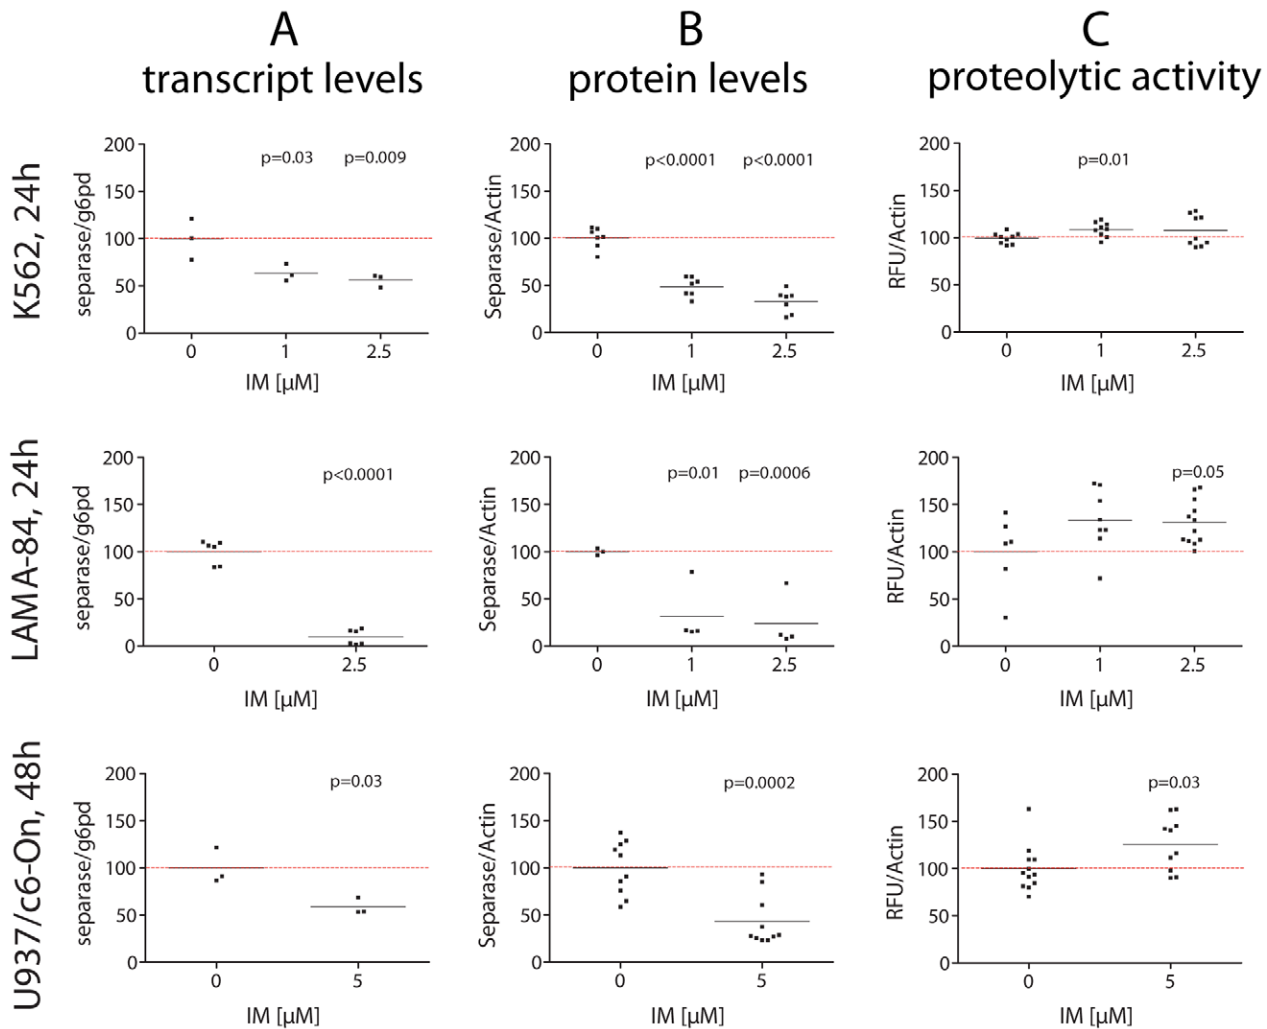 A
transcript levels
B
protein levels
C
proteolytic activity
K562, 24h
separase/g6pd
200
150
100
50
0
p=0.03 p=0.009
0 1 2.5
IM [µM]
Separase/Actin
200
150
100
50
0
p<0.0001 p<0.0001
0 1 2.5
IM [µM]
RFU/Actin
200
150
100
50
0
p=0.01
0 1 2.5
IM [µM]
LAMA-84, 24h
separase/g6pd
200
150
100
50
0
p<0.0001
0 2.5
IM [µM]
Separase/Actin
200
150
100
50
0
p=0.01 p=0.0006
0 1 2.5
IM [µM]
RFU/Actin
200
150
100
50
0
p=0.05
0 1 2.5
IM [µM]
U937/c6-On, 48h
separase/g6pd
200
150
100
50
0
p=0.03
0 5
IM [µM]
Separase/Actin
200
150
100
50
0
p=0.0002
0 5
IM [µM]
RFU/Actin
200
150
100
50
0
p=0.03
0 5
IM [µM]